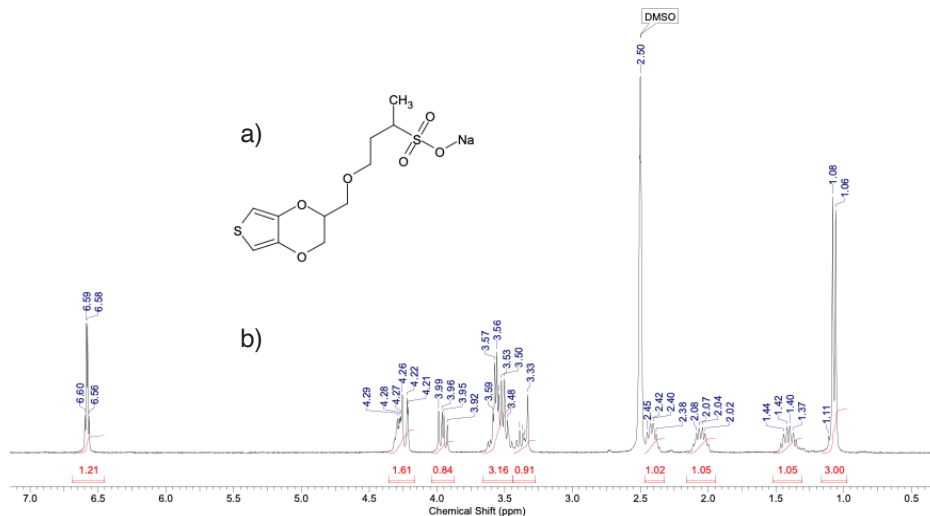 DMSO
2.50
a)
CH3
O
S
Na
O
O
O
O
S
O
b)
6.60
6.59
6.58
6.56
4.29
4.28
4.27
4.26
4.22
4.21
3.99
3.96
3.95
3.92
3.59
3.57
3.56
3.53
3.50
3.48
3.33
2.45
2.42
2.40
2.38
2.08
2.07
2.04
2.02
1.44
1.42
1.40
1.37
1.11
1.08
1.06
1.21 1.61 0.84 3.16 0.91 1.02 1.05 1.05 3.00
7.0 6.5 6.0 5.5 5.0 4.5 4.0 3.5 3.0 2.5 2.0 1.5 1.0 0.5
Chemical Shift (ppm)